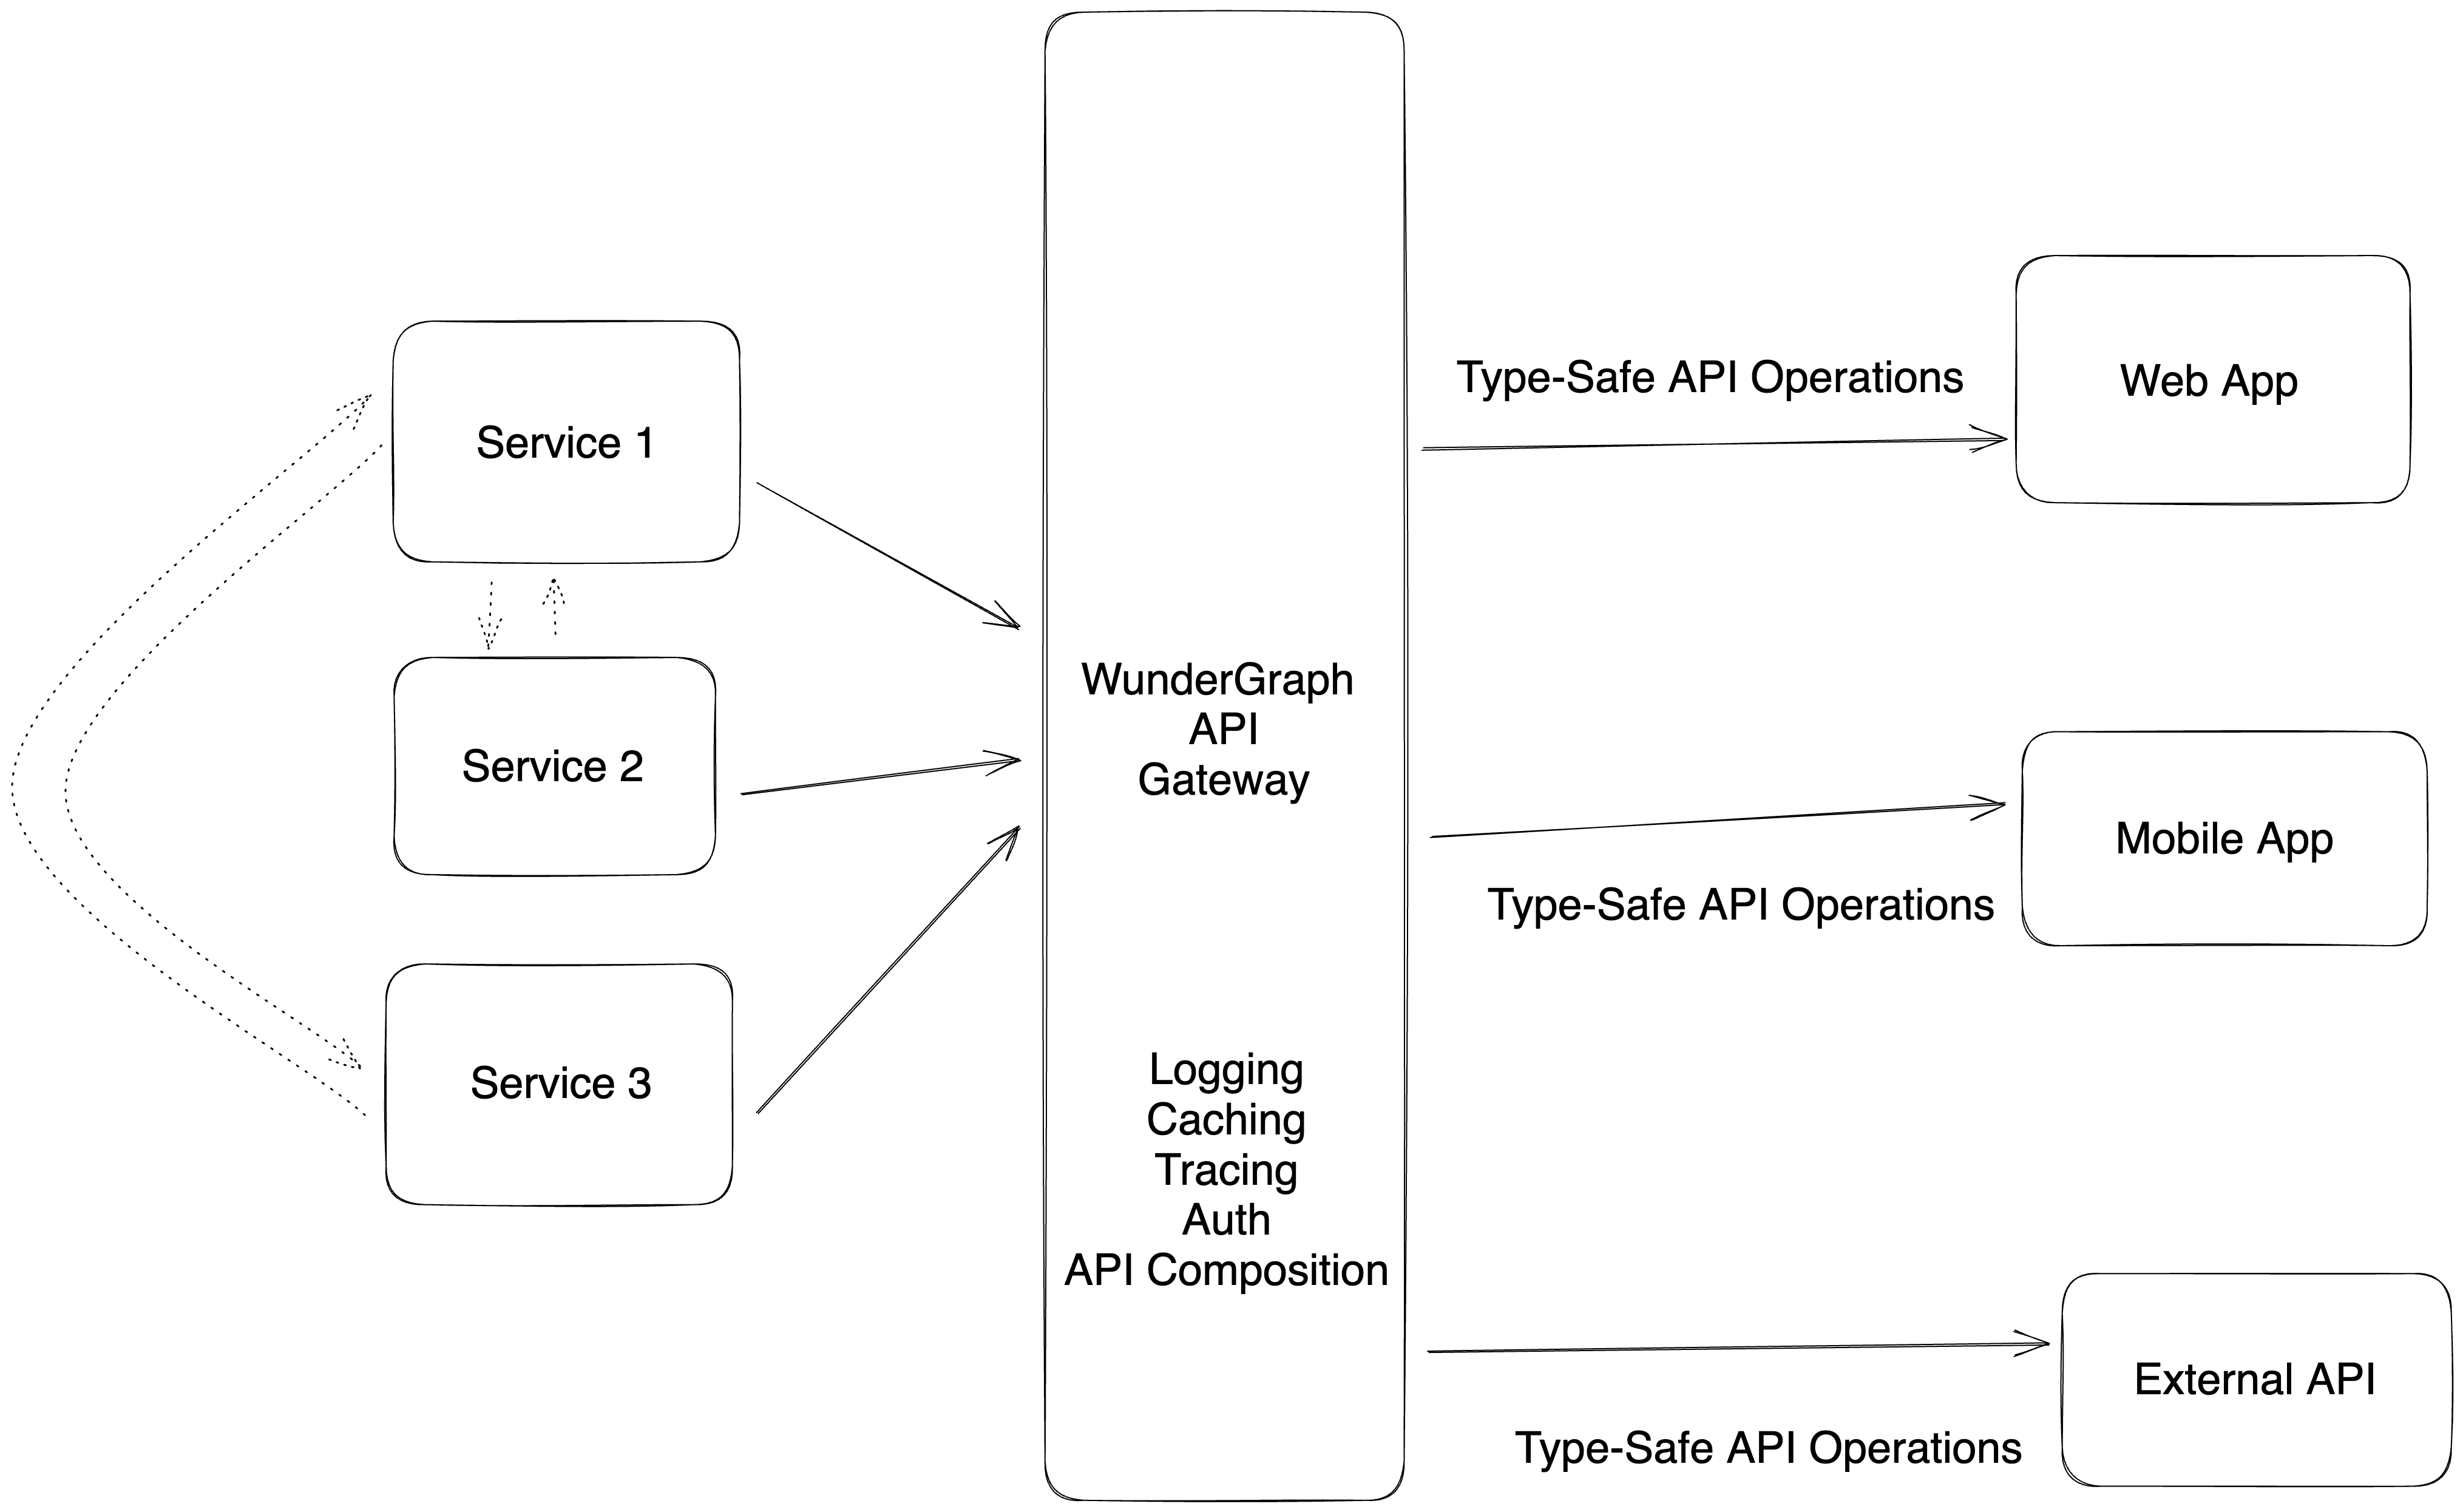 Service 1
Service 2
Service 3
WunderGraph
API
Gateway
Logging
Caching
Tracing
Auth
API Composition
Type-Safe API Operations
Web App
Mobile App
Type-Safe API Operations
External API
Type-Safe API Operations